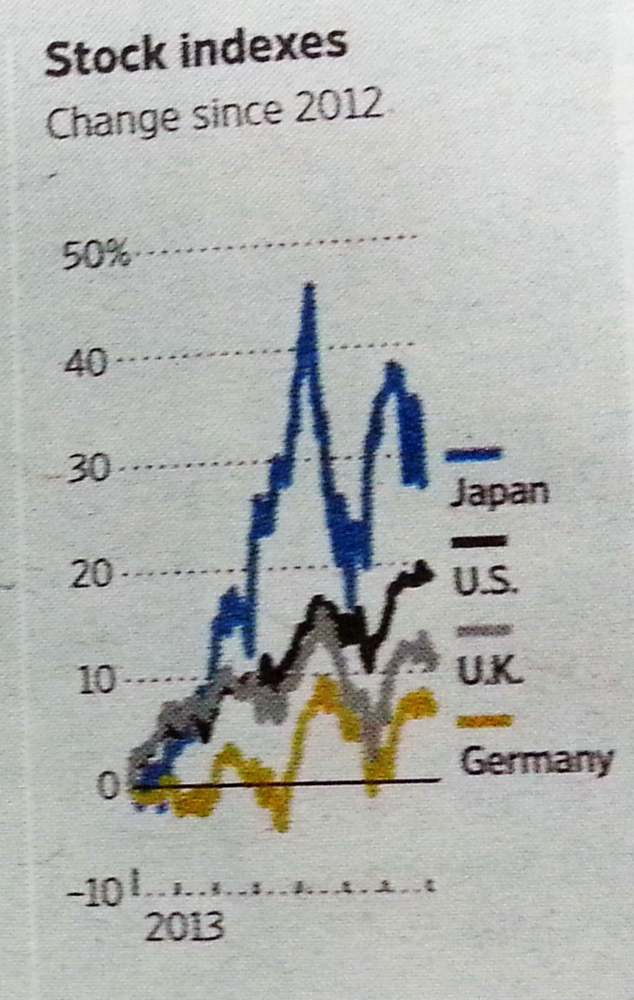 Stock indexes
Change since 2012
50%
40
30
20
10
0
–10
2013
Japan
U.S.
U.K.
Germany